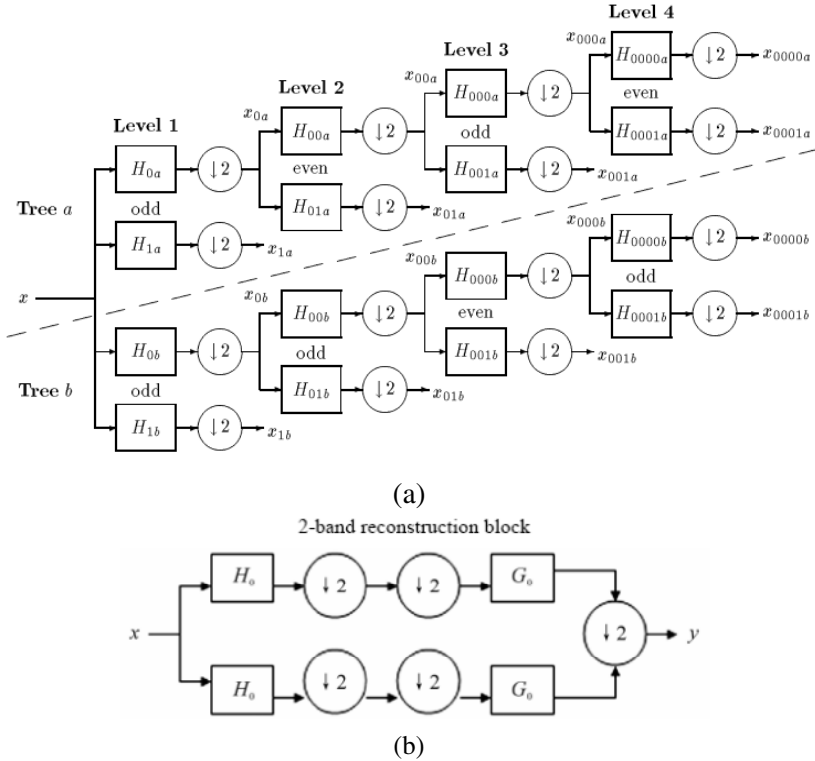 Level 4
x000a H0000a ↓2 x0000a
Level 3
x00a H000a ↓2 even
Level 2
x0a H00a ↓2 odd H0001a ↓2 x0001a
Level 1
H0a ↓2 even H001a ↓2 x001a
Tree a odd H01a ↓2 x01a
H1a ↓2 x1a
x000b H0000b ↓2 x0000b
x00b H000b ↓2 odd
x
x0b H00b ↓2 even H0001b ↓2 x0001b
H0b ↓2 odd H001b ↓2 x001b
Tree b odd H01b ↓2 x01b
H1b ↓2 x1b
(a)
2-band reconstruction block
H₀ ↓2 ↓2 G₀
x ↓2 y
H₀ ↓2 ↓2 G₀
(b)